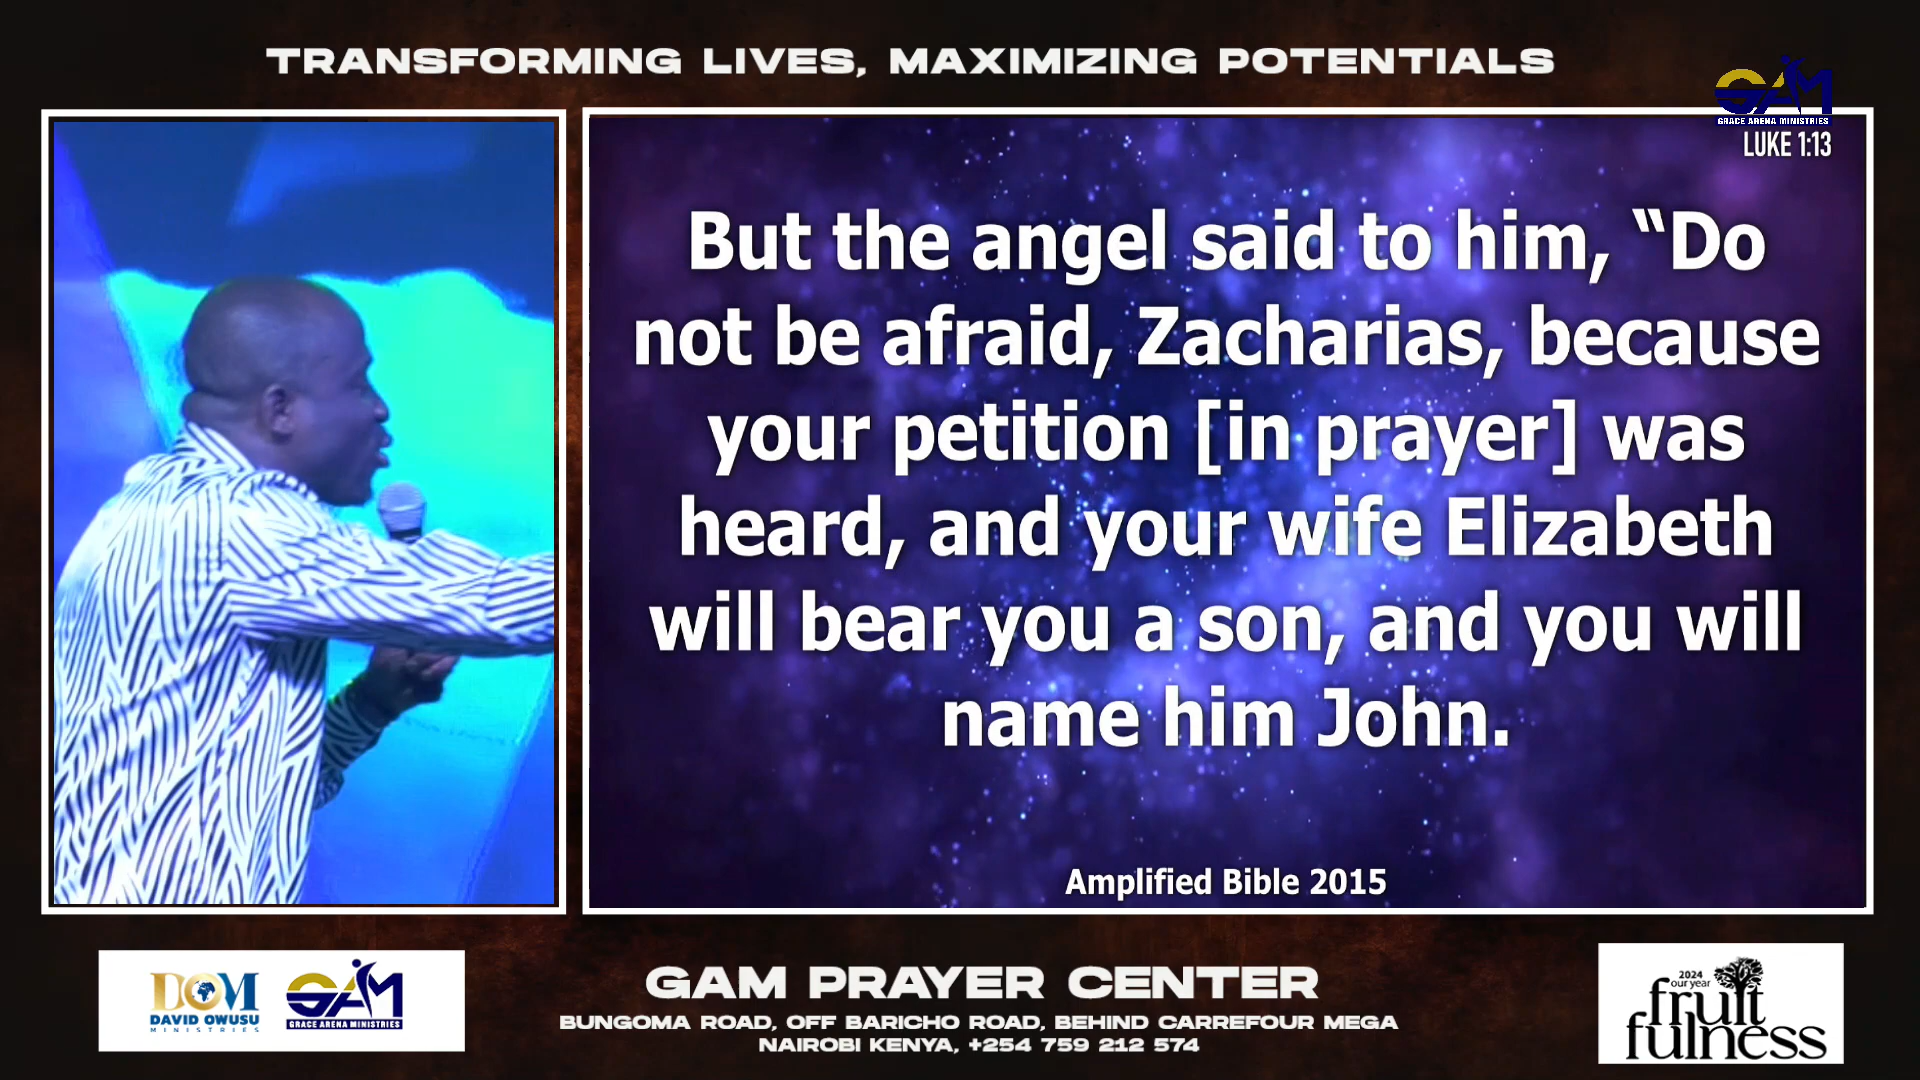 TRANSFORMING LIVES, MAXIMIZING POTENTIALS
GAM
GRACE ARENA MINISTRIES
LUKE 1:13
But the angel said to him, “Do
not be afraid, Zacharias, because
your petition [in prayer] was
heard, and your wife Elizabeth
will bear you a son, and you will
name him John.
Amplified Bible 2015
DOM
DAVID OWUSU
MINISTRIES
GAM
GRACE ARENA MINISTRIES
GAM PRAYER CENTER
BUNGOMA ROAD, OFF BARICHO ROAD, BEHIND CARREFOUR MEGA
NAIROBI KENYA, +254 759 212 574
2024
our year
fruit
fulness